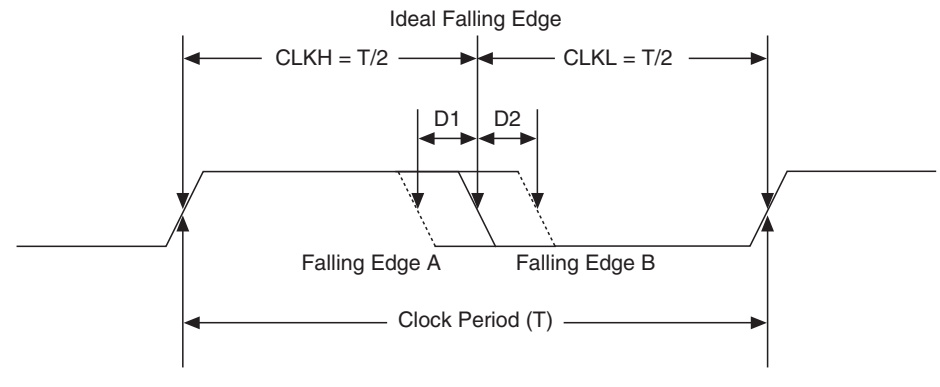 Ideal Falling Edge
CLKH = T/2
CLKL = T/2
D1
D2
Falling Edge A
Falling Edge B
Clock Period (T)